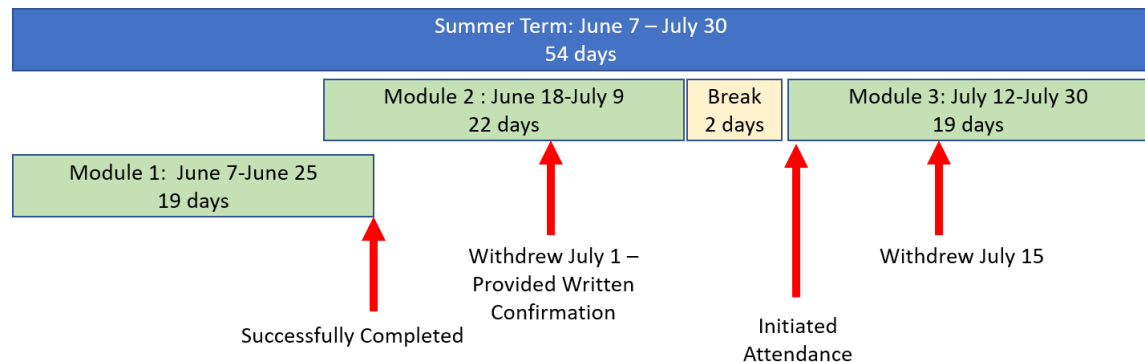 Summer Term: June 7 – July 30
54 days
Module 2 : June 18-July 9
22 days
Break
2 days
Module 3: July 12-July 30
19 days
Module 1:  June 7-June 25
19 days
Successfully Completed
Withdrew July 1 –
Provided Written
Confirmation
Initiated
Attendance
Withdrew July 15